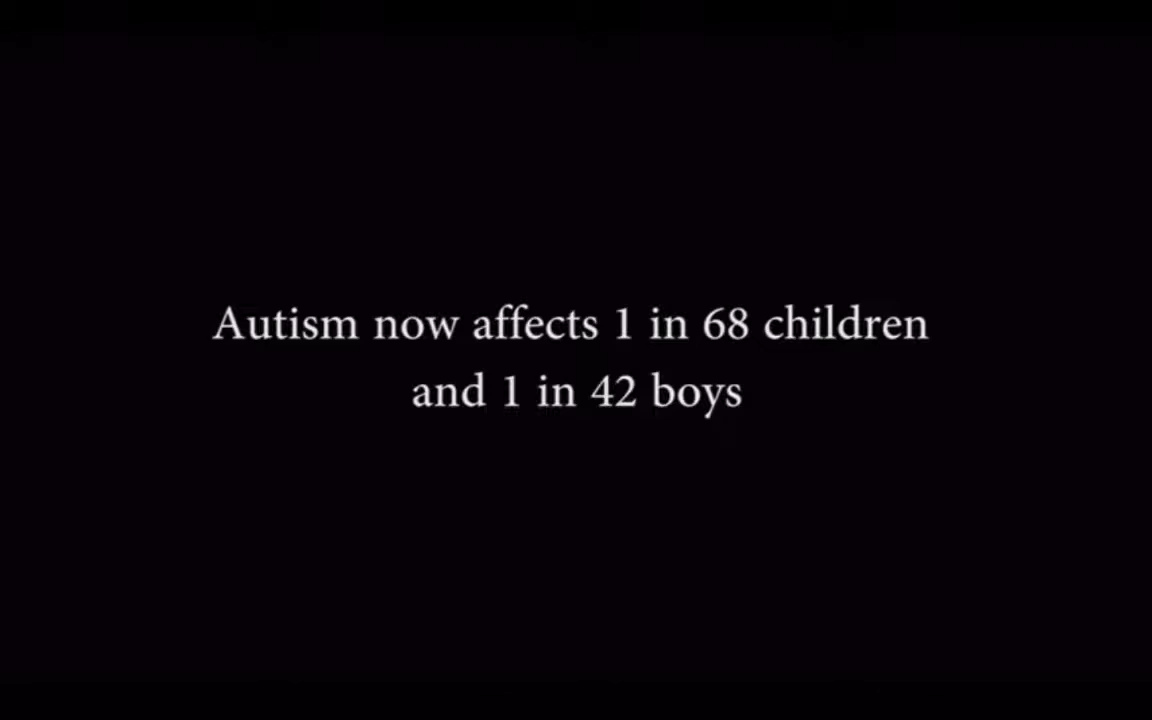 Autism now affects 1 in 68 children
and 1 in 42 boys